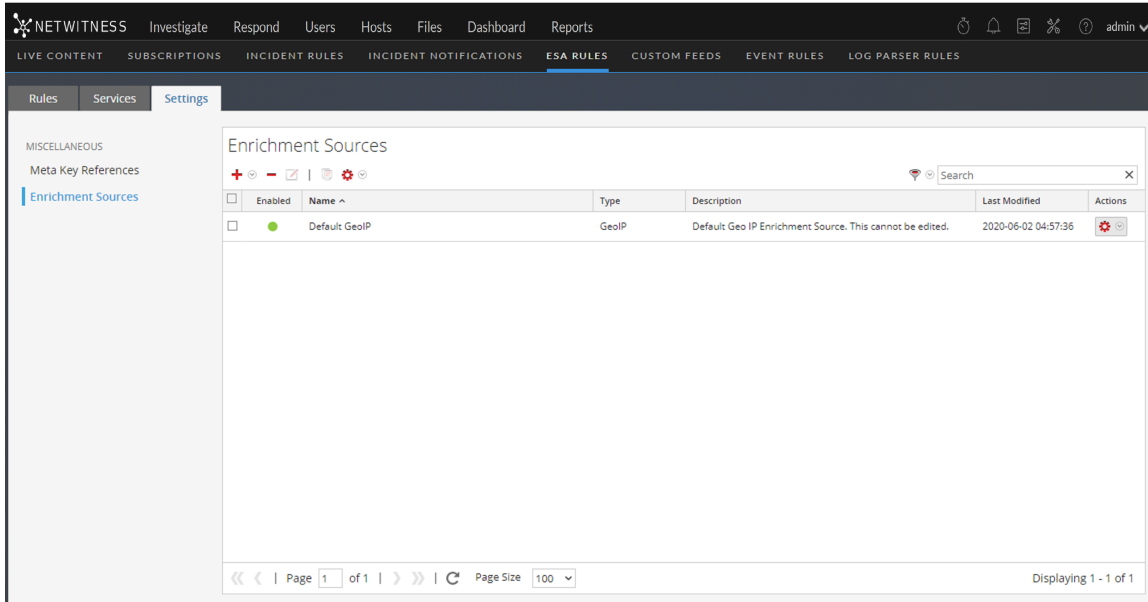 NETWITNESS Investigate Respond Users Hosts Files Dashboard Reports admin
LIVE CONTENT SUBSCRIPTIONS INCIDENT RULES INCIDENT NOTIFICATIONS ESA RULES CUSTOM FEEDS EVENT RULES LOG PARSER RULES
Rules Services Settings
MISCELLANEOUS
Meta Key References
Enrichment Sources
Enrichment Sources
Search
Enabled Name Type Description Last Modified Actions
Default GeoIP GeoIP Default Geo IP Enrichment Source. This cannot be edited. 2020-06-02 04:57:36
Page 1 of 1 Page Size 100 Displaying 1 - 1 of 1